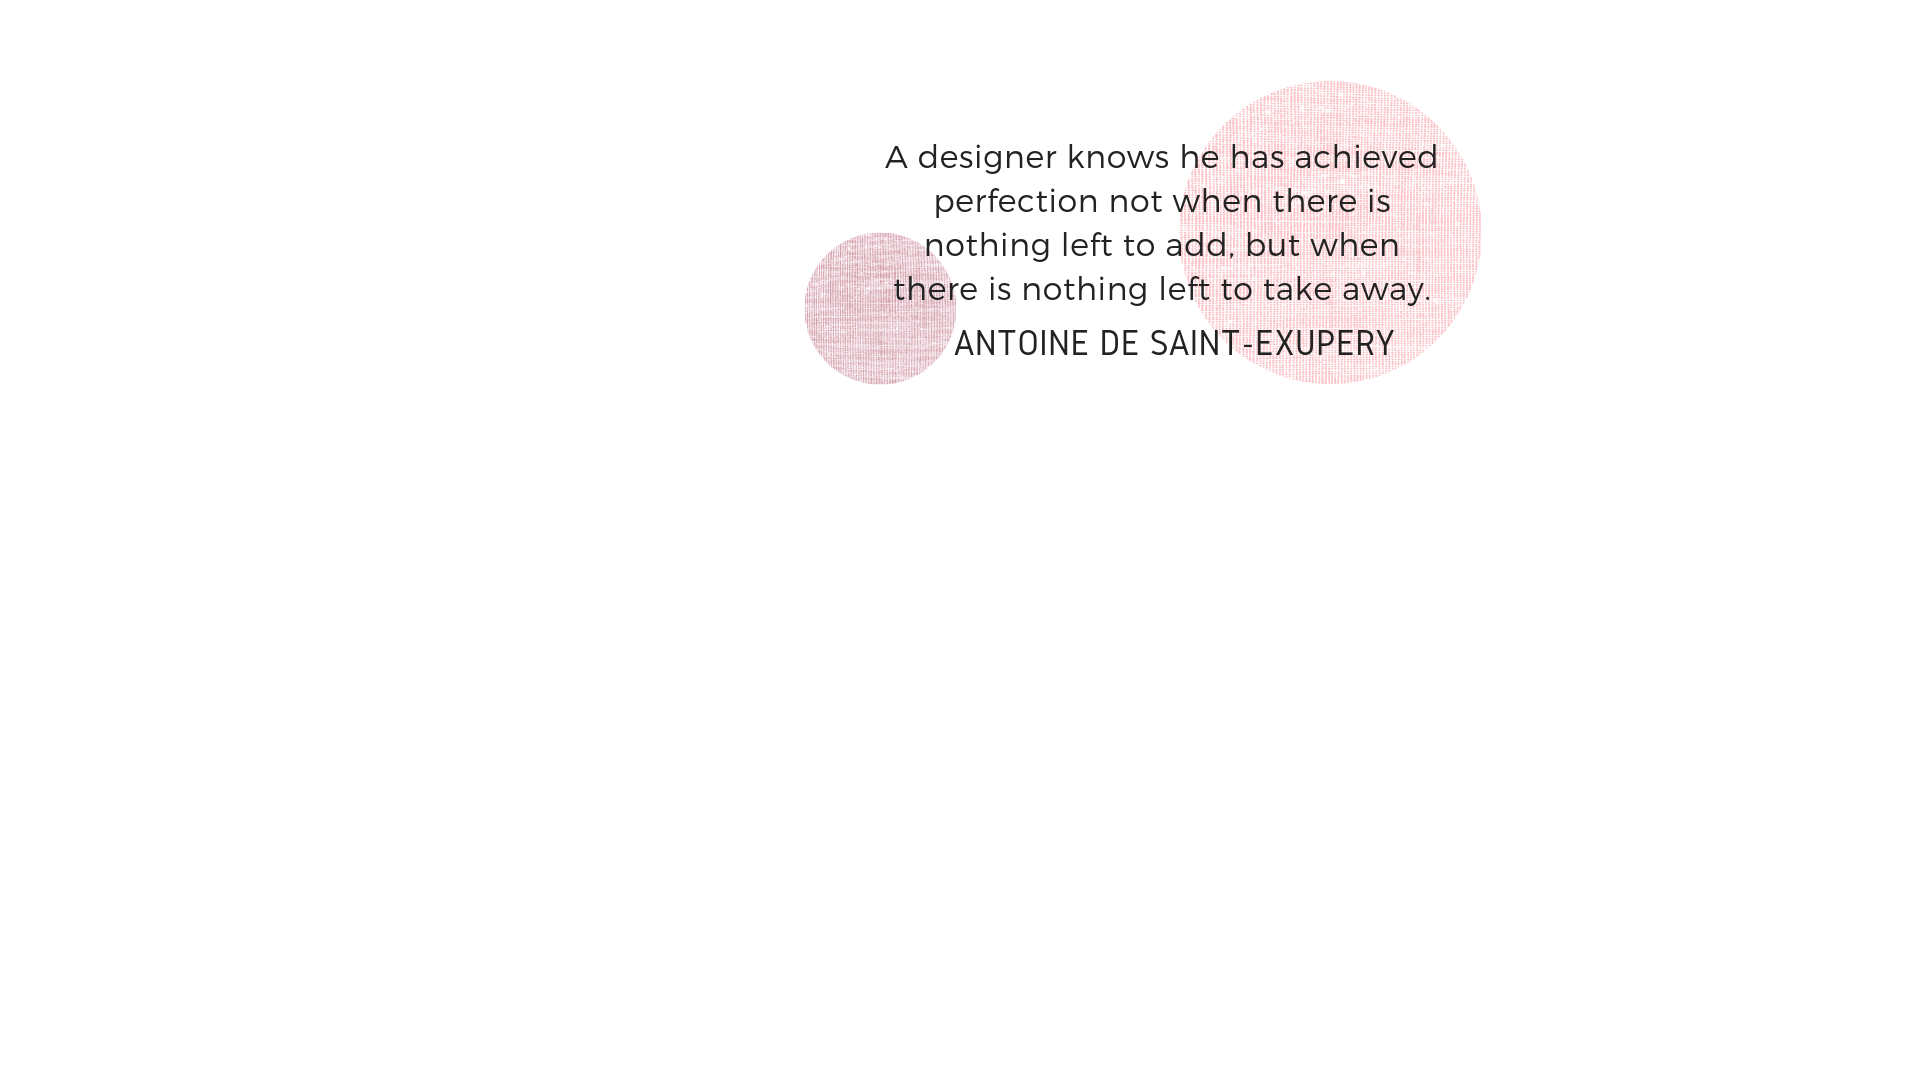 A designer knows he has achieved
perfection not when there is
nothing left to add, but when
there is nothing left to take away.
ANTOINE DE SAINT-EXUPERY